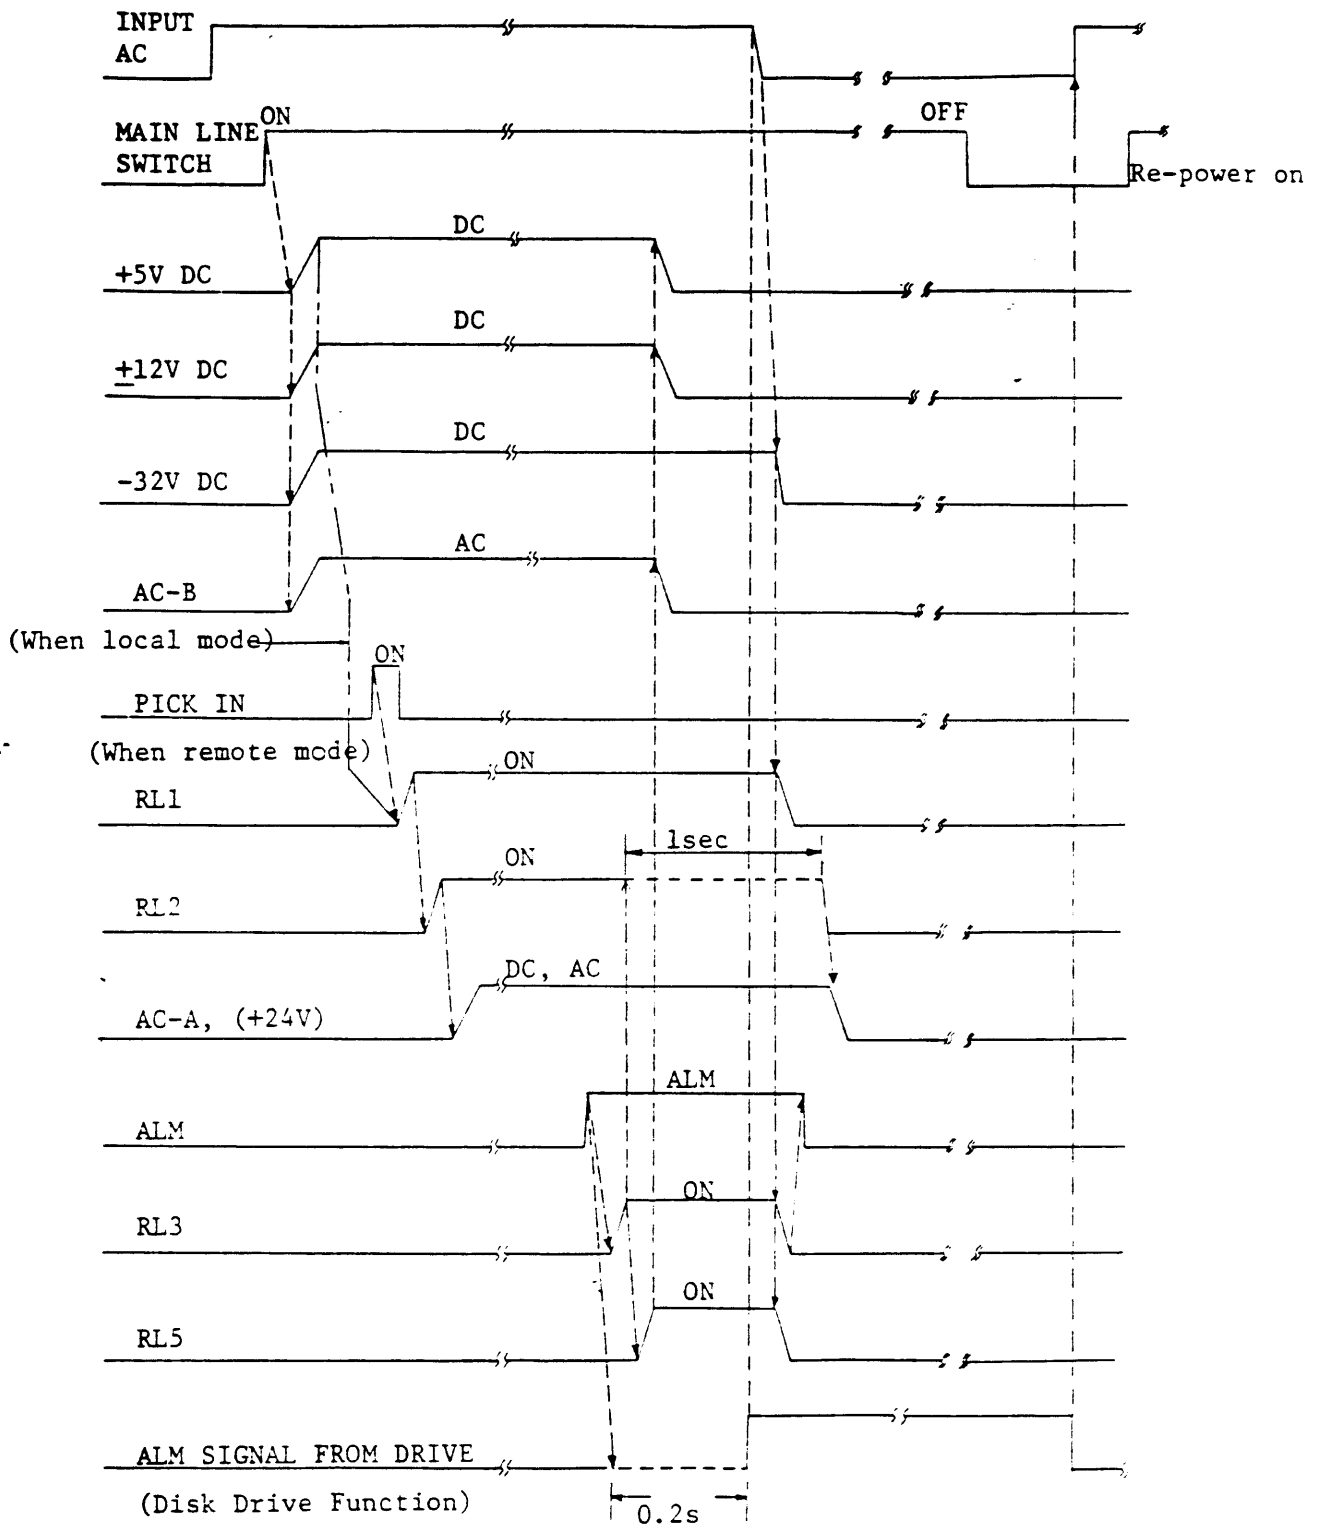 INPUT
AC
ON
MAIN LINE
SWITCH
OFF
Re-power on
DC
+5V DC
DC
±12V DC
DC
-32V DC
AC
AC-B
(When local mode)
ON
PICK IN
(When remote mode)
ON
RL1
1sec
ON
RL2
DC, AC
AC-A, (+24V)
ALM
ALM
ON
RL3
ON
RL5
ALM SIGNAL FROM DRIVE
(Disk Drive Function)
0.2s